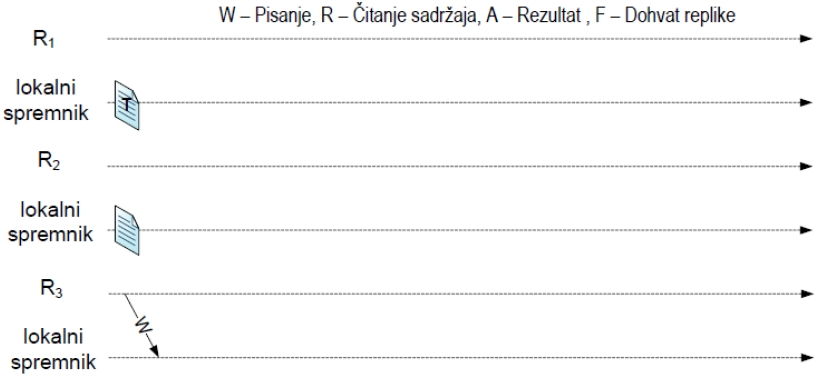 W – Pisanje, R – Čitanje sadržaja, A – Rezultat , F – Dohvat replike
R1
lokalni
spremnik
T
R2
lokalni
spremnik
R3
W
lokalni
spremnik